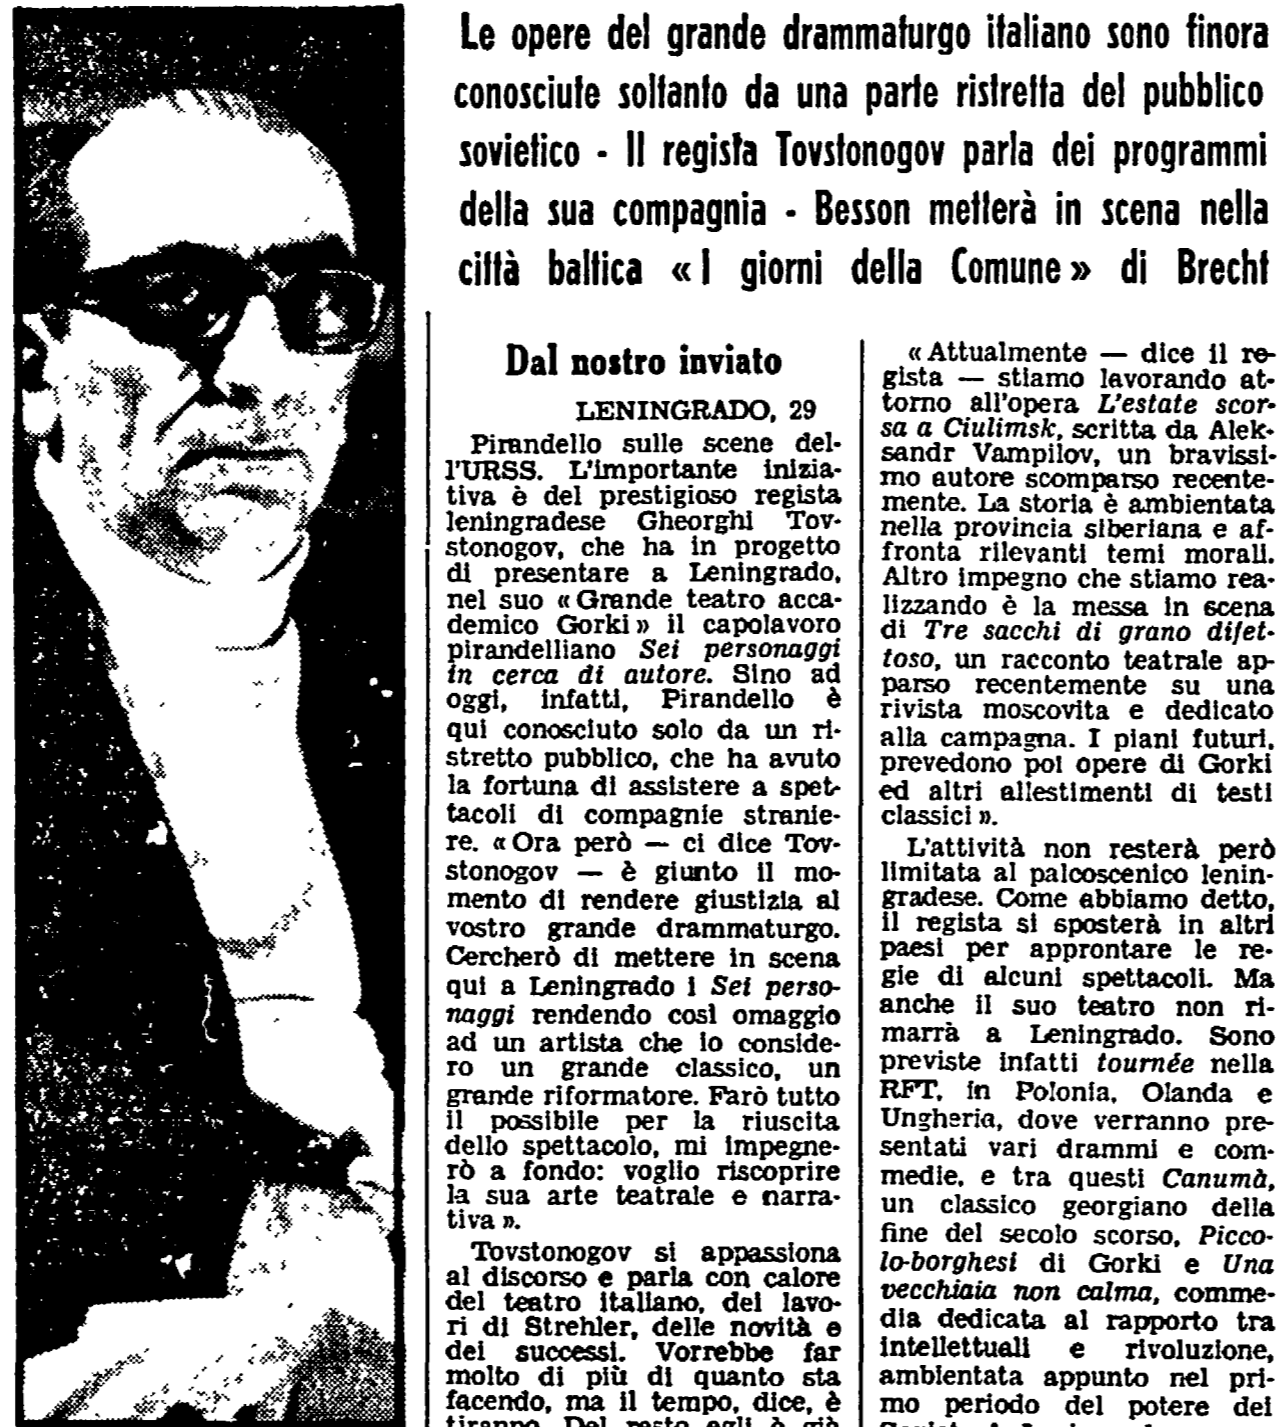 Le opere del grande drammaturgo italiano sono finora
conosciute soltanto da una parte ristretta del pubblico
sovietico - Il regista Tovstonogov parla dei programmi
della sua compagnia - Besson metterà in scena nella
città baltica « I giorni della Comune » di Brecht
Dal nostro inviato
LENINGRADO, 29
Pirandello sulle scene del-
l'URSS. L'importante inizia-
tiva è del prestigioso regista
leningradese Gheorghi Tov-
stonogov, che ha in progetto
di presentare a Leningrado,
nel suo « Grande teatro acca-
demico Gorki » il capolavoro
pirandelliano Sei personaggi
in cerca di autore. Sino ad
oggi, infatti, Pirandello è
qui conosciuto solo da un ri-
stretto pubblico, che ha avuto
la fortuna di assistere a spet-
tacoli di compagnie stranie-
re. « Ora però — ci dice Tov-
stonogov — è giunto il mo-
mento di rendere giustizia al
vostro grande drammaturgo.
Cercherò di mettere in scena
qui a Leningrado i Sei perso-
naggi rendendo così omaggio
ad un artista che io conside-
ro un grande classico, un
grande riformatore. Farò tutto
il possibile per la riuscita
dello spettacolo, mi impegne-
rò a fondo: voglio riscoprire
la sua arte teatrale e narra-
tiva ».
Tovstonogov si appassiona
al discorso e parla con calore
del teatro italiano, dei lavo-
ri di Strehler, delle novità e
dei successi. Vorrebbe far
molto di più di quanto sta
facendo, ma il tempo, dice, è
tiranno. Del resto egli è già
« Attualmente — dice il re-
gista — stiamo lavorando at-
torno all'opera L'estate scor-
sa a Ciulimsk, scritta da Alek-
sandr Vampilov, un bravissi-
mo autore scomparso recente-
mente. La storia è ambientata
nella provincia siberiana e af-
fronta rilevanti temi morali.
Altro impegno che stiamo rea-
lizzando è la messa in scena
di Tre sacchi di grano difet-
toso, un racconto teatrale ap-
parso recentemente su una
rivista moscovita e dedicato
alla campagna. I piani futuri,
prevedono poi opere di Gorki
ed altri allestimenti di testi
classici ».
L'attività non resterà però
limitata al palcoscenico lenin-
gradese. Come abbiamo detto,
il regista si sposterà in altri
paesi per approntare le re-
gie di alcuni spettacoli. Ma
anche il suo teatro non ri-
marrà a Leningrado. Sono
previste infatti tournée nella
RFT, in Polonia, Olanda e
Ungheria, dove verranno pre-
sentati vari drammi e com-
medie, e tra questi Canumà,
un classico georgiano della
fine del secolo scorso, Picco-
lo-borghesi di Gorki e Una
vecchiaia non calma, comme-
dia dedicata al rapporto tra
intellettuali e rivoluzione,
ambientata appunto nel pri-
mo periodo del potere dei